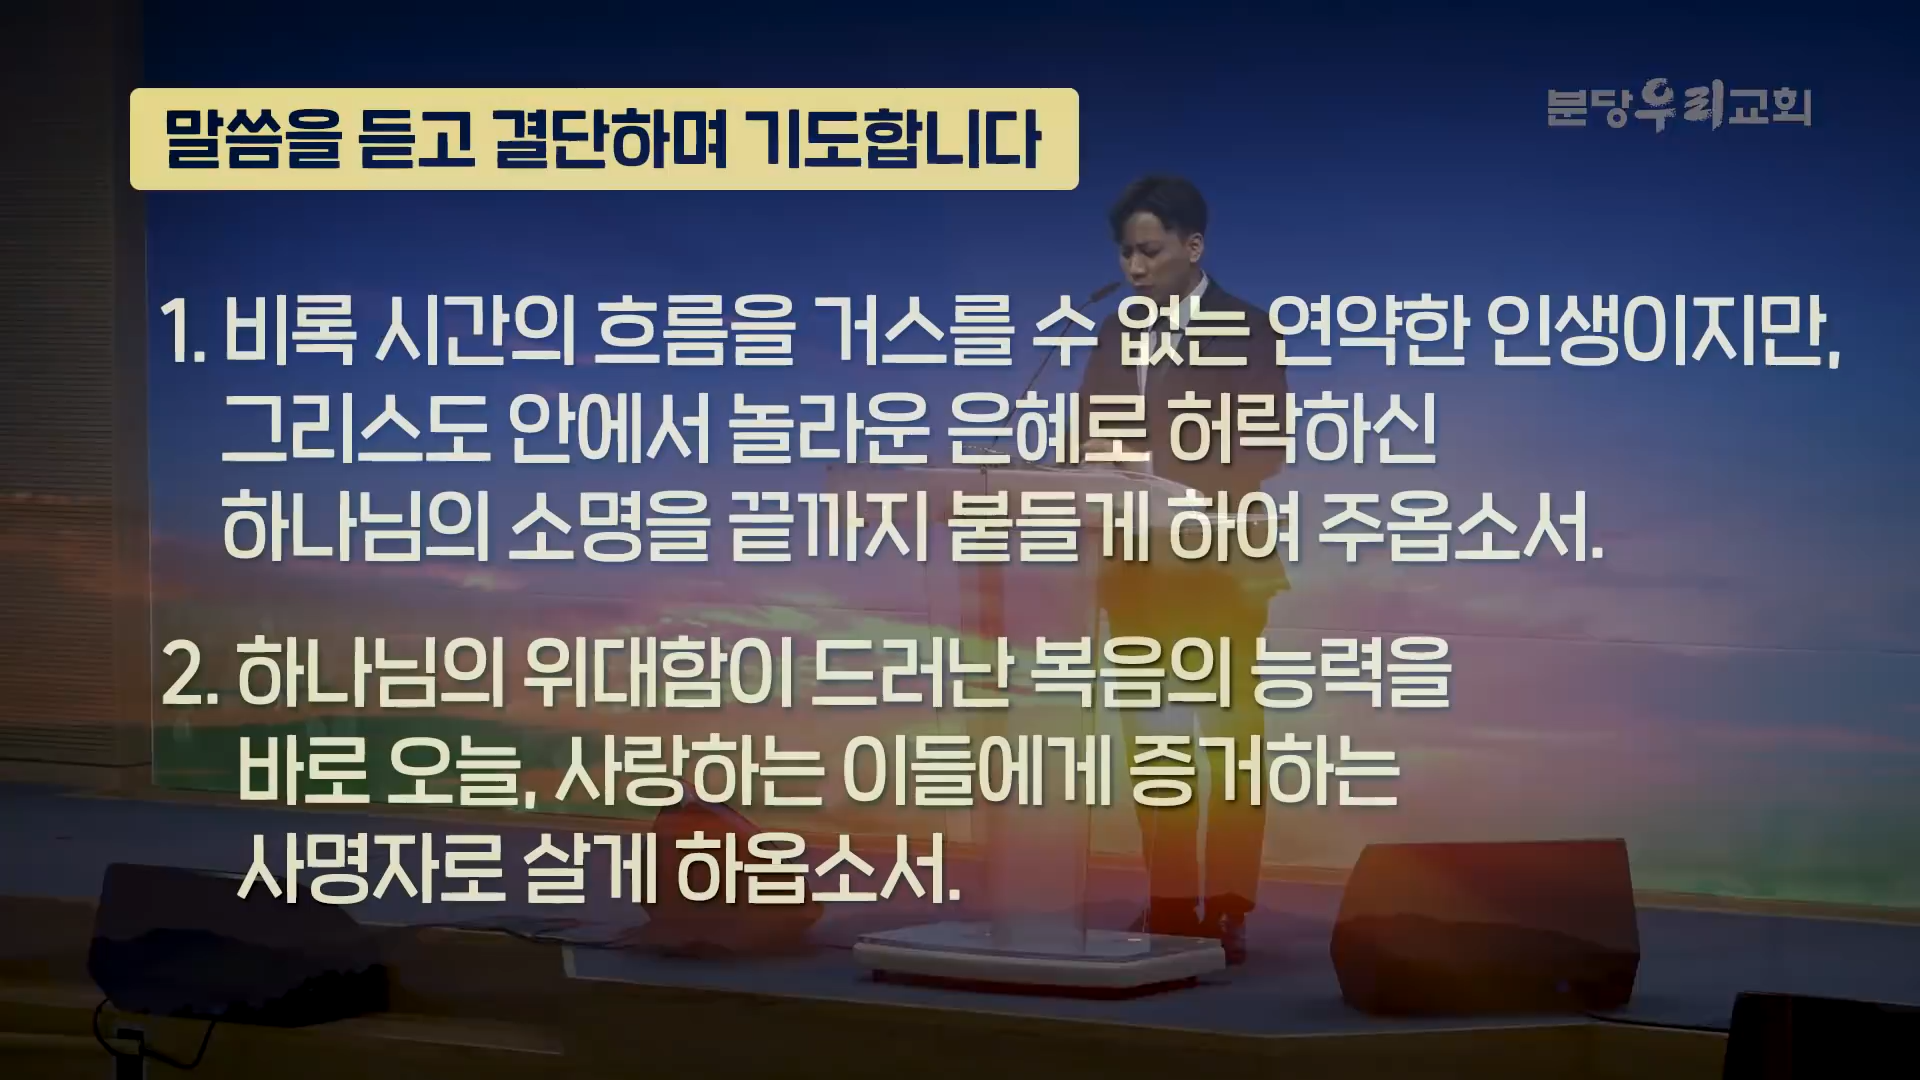 분당우리교회
말씀을 듣고 결단하며 기도합니다
1. 비록 시간의 흐름을 거스를 수 없는 연약한 인생이지만,
그리스도 안에서 놀라운 은혜로 허락하신
하나님의 소명을 끝까지 붙들게 하여 주옵소서.
2. 하나님의 위대함이 드러난 복음의 능력을
바로 오늘, 사랑하는 이들에게 증거하는
사명자로 살게 하옵소서.